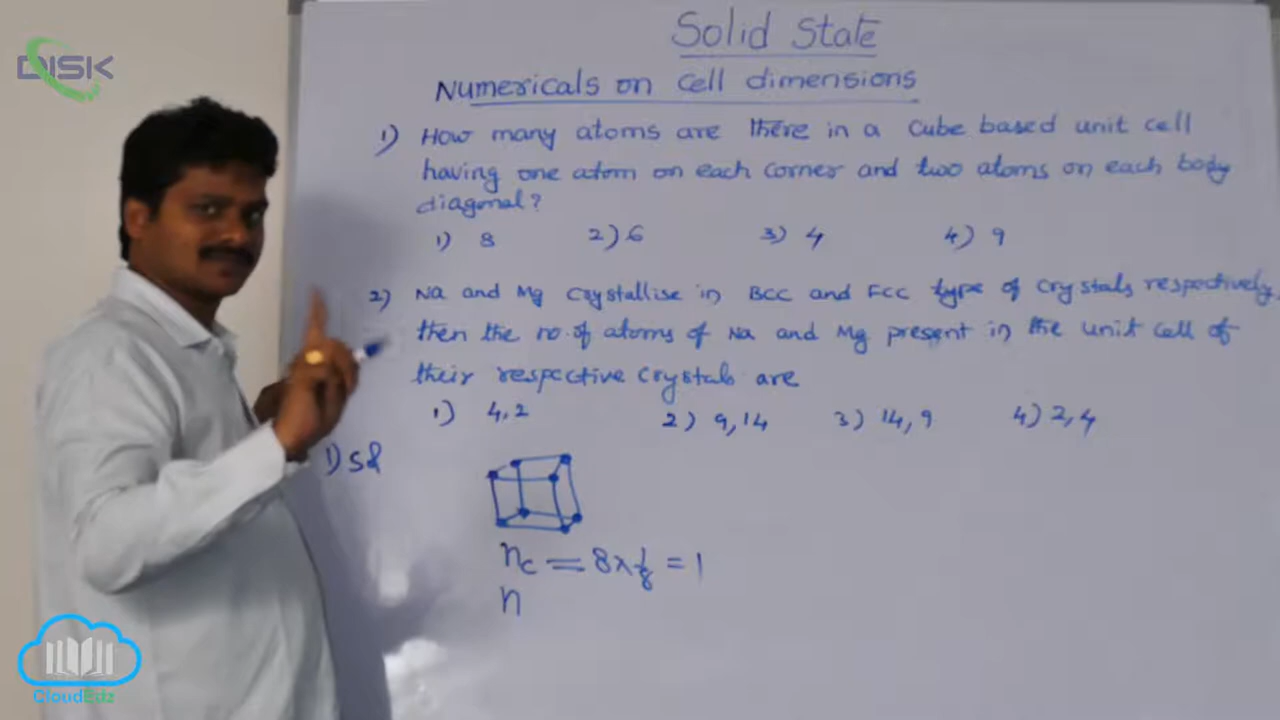 DISK
Solid State
Numericals on cell dimensions
1) How many atoms are there in a cube based unit cell
having one atom on each corner and two atoms on each body
diagonal?
1) 8 2) 6 3) 4 4) 9
2) Na and Mg crystallise in BCC and FCC type of crystals respectively,
then the no. of atoms of Na and Mg present in the unit cell of
their respective crystals are
1) 4,2 2) 9,14 3) 14,9 4) 2,4
1) Sol
nc = 8 x 1/8 = 1
n
CloudEdz